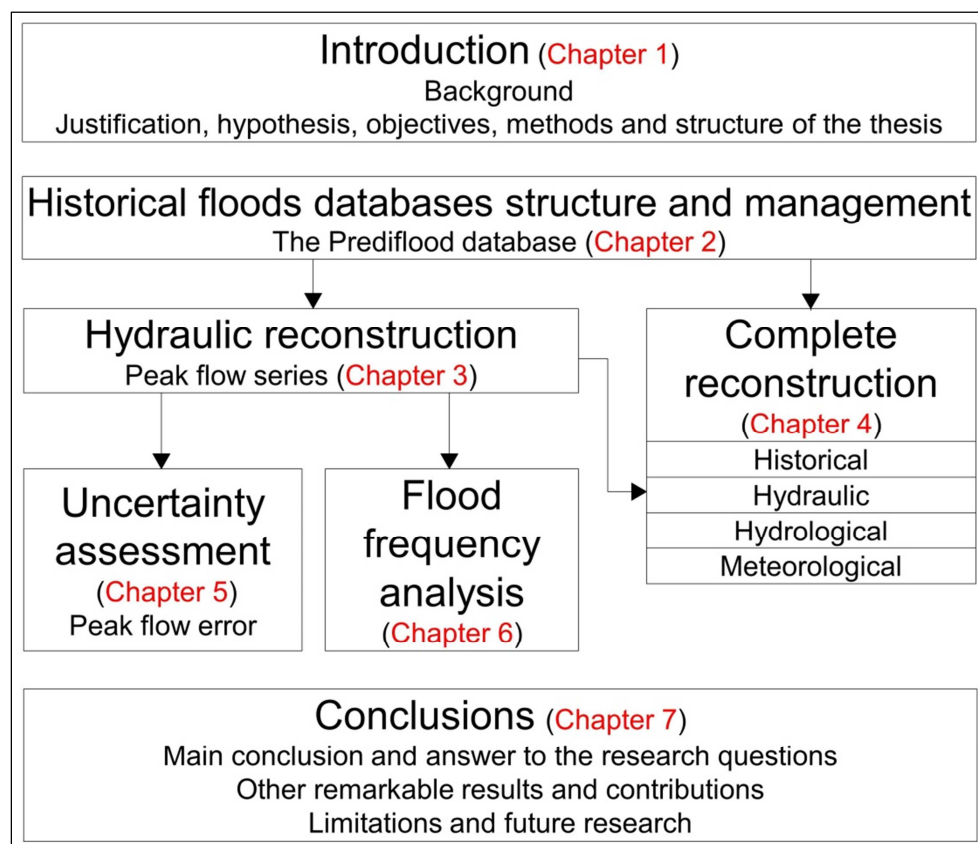 Introduction (Chapter 1)
Background
Justification, hypothesis, objectives, methods and structure of the thesis
Historical floods databases structure and management
The Prediflood database (Chapter 2)
Hydraulic reconstruction
Peak flow series (Chapter 3)
Complete
reconstruction
(Chapter 4)
Historical
Hydraulic
Hydrological
Meteorological
Uncertainty
assessment
(Chapter 5)
Peak flow error
Flood
frequency
analysis
(Chapter 6)
Conclusions (Chapter 7)
Main conclusion and answer to the research questions
Other remarkable results and contributions
Limitations and future research